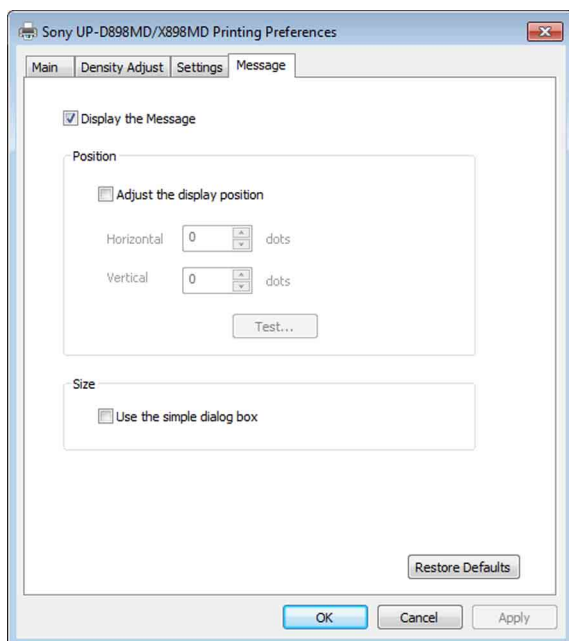 Sony UP-D898MD/X898MD Printing Preferences
Main Density Adjust Settings Message
Display the Message
Position
Adjust the display position
Horizontal 0 dots
Vertical 0 dots
Test...
Size
Use the simple dialog box
Restore Defaults
OK Cancel Apply